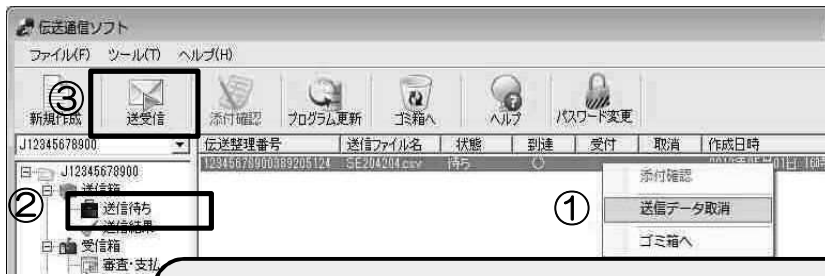 伝送通信ソフト
ファイル(F) ツール(T) ヘルプ(H)
③
新規作成 送受信 添付確認 プログラム更新 ゴミ箱へ ヘルプ パスワード変更
J12345678900
伝送整理番号 送信ファイル名 状態 到達 受付 取消 作成日時
12345678900389205124 SE204204.csv 待ち ○
J12345678900
送信箱
② 送信待ち
送信結果
受信箱
審査・支払
①
添付確認
送信データ取消
ゴミ箱へ